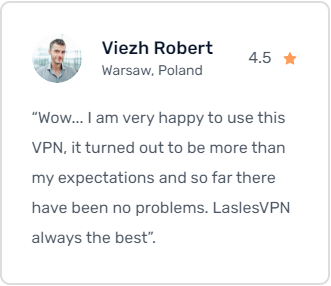 Viezh Robert
Warsaw, Poland
4.5
“Wow... I am very happy to use this
VPN, it turned out to be more than
my expectations and so far there
have been no problems. LaslesVPN
always the best”.